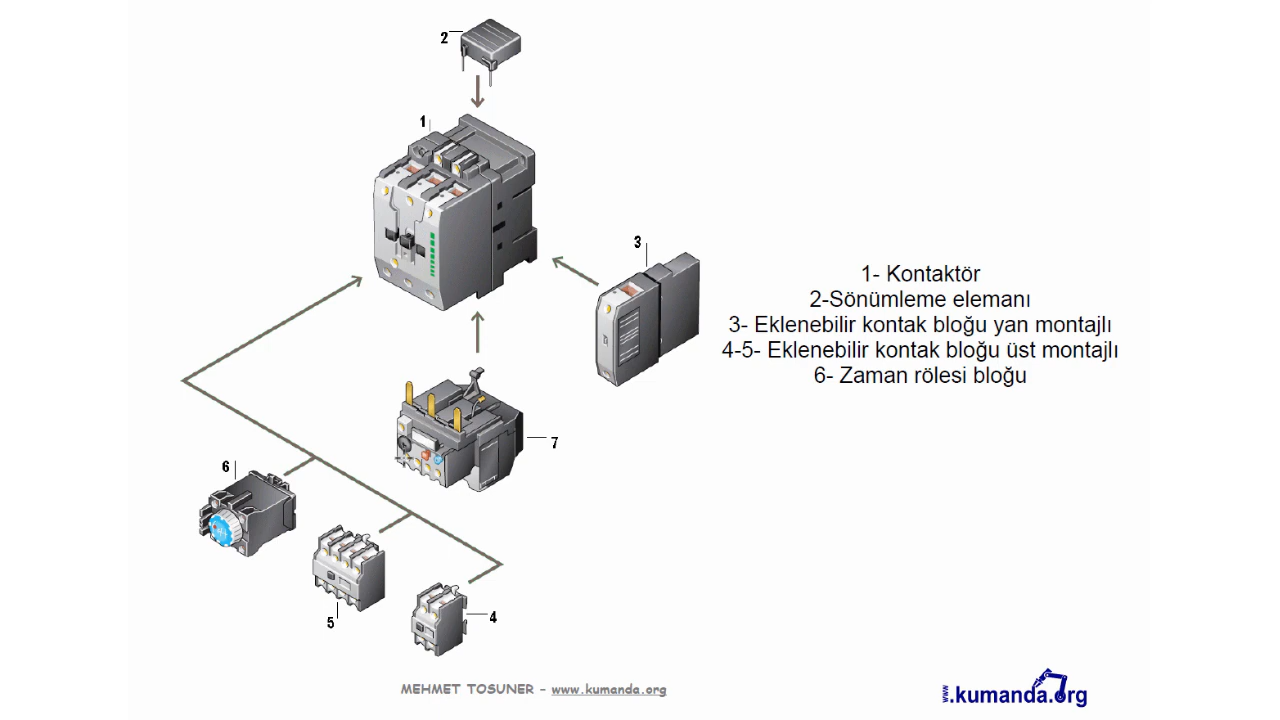 2
1
3
1- Kontaktör
2-Sönümleme elemanı
3- Eklenebilir kontak bloğu yan montajlı
4-5- Eklenebilir kontak bloğu üst montajlı
6- Zaman rölesi bloğu
7
6
5
4
MEHMET TOSUNER - www.kumanda.org
www.kumanda.org